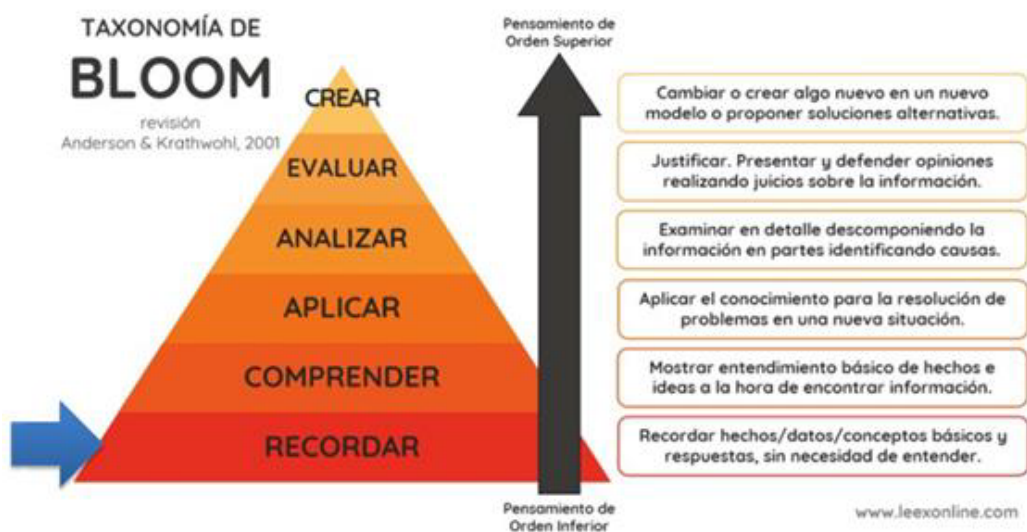 TAXONOMÍA DE
BLOOM
revisión
Anderson & Krathwohl, 2001
Pensamiento de
Orden Superior
CREAR
Cambiar o crear algo nuevo en un nuevo
modelo o proponer soluciones alternativas.
EVALUAR
Justificar. Presentar y defender opiniones
realizando juicios sobre la información.
ANALIZAR
Examinar en detalle descomponiendo la
información en partes identificando causas.
APLICAR
Aplicar el conocimiento para la resolución de
problemas en una nueva situación.
COMPRENDER
Mostrar entendimiento básico de hechos e
ideas a la hora de encontrar información.
RECORDAR
Recordar hechos/datos/conceptos básicos y
respuestas, sin necesidad de entender.
Pensamiento de
Orden Inferior
www.leexonline.com